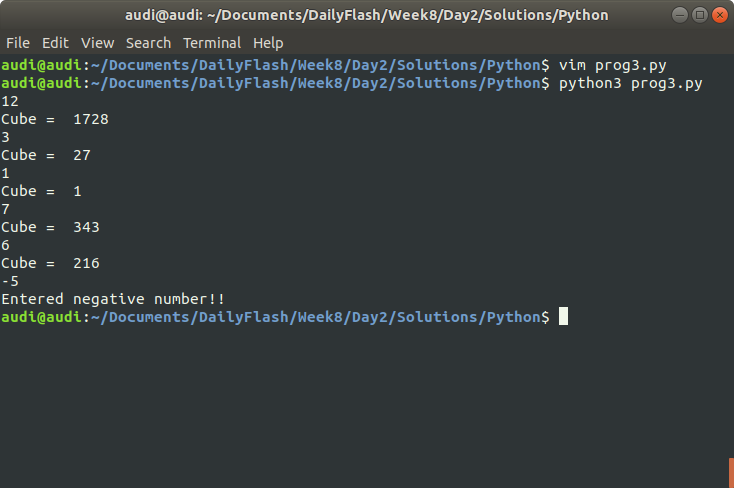 audi@audi: ~/Documents/DailyFlash/Week8/Day2/Solutions/Python
File Edit View Search Terminal Help
audi@audi:~/Documents/DailyFlash/Week8/Day2/Solutions/Python$ vim prog3.py
audi@audi:~/Documents/DailyFlash/Week8/Day2/Solutions/Python$ python3 prog3.py
12
Cube =  1728
3
Cube =  27
1
Cube =  1
7
Cube =  343
6
Cube =  216
-5
Entered negative number!!
audi@audi:~/Documents/DailyFlash/Week8/Day2/Solutions/Python$